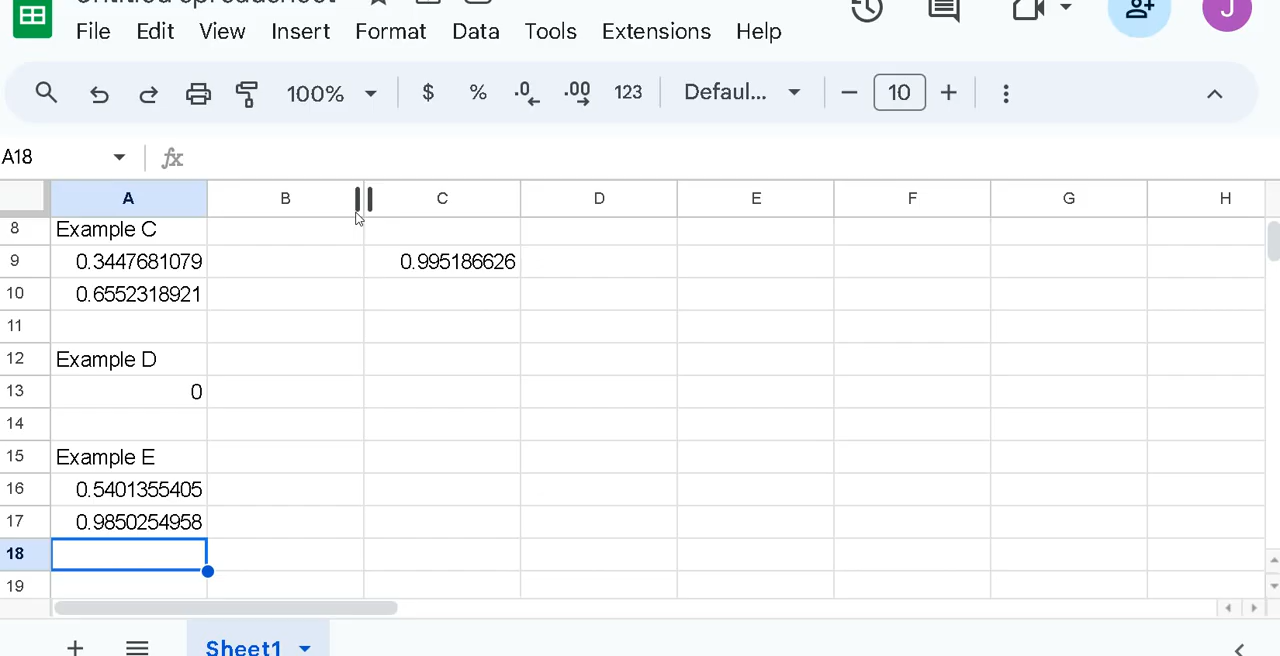 Untitled spreadsheet
J
File Edit View Insert Format Data Tools Extensions Help
100% $ % .0 .00 123 Defaul... − 10 +
A18 fx
A B C D E F G H
8 Example C
9 0.3447681079 0.995186626
10 0.6552318921
11
12 Example D
13 0
14
15 Example E
16 0.5401355405
17 0.9850254958
18
19
+ Sheet1